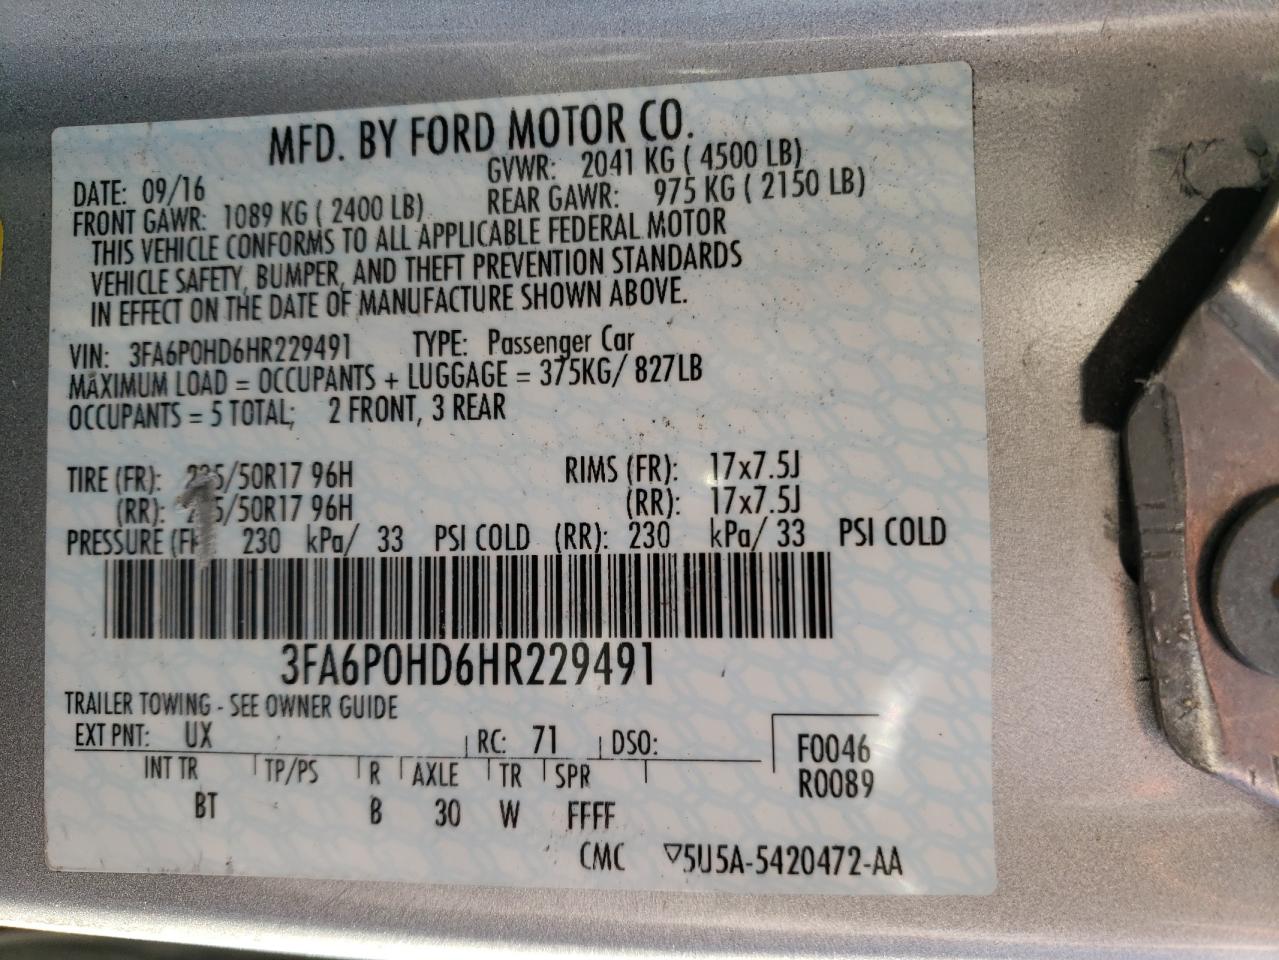 MFD. BY FORD MOTOR CO.
DATE: 09/16 GVWR: 2041 KG ( 4500 LB)
FRONT GAWR: 1089 KG ( 2400 LB) REAR GAWR: 975 KG ( 2150 LB)
THIS VEHICLE CONFORMS TO ALL APPLICABLE FEDERAL MOTOR
VEHICLE SAFETY, BUMPER, AND THEFT PREVENTION STANDARDS
IN EFFECT ON THE DATE OF MANUFACTURE SHOWN ABOVE.
VIN: 3FA6P0HD6HR229491 TYPE: Passenger Car
MAXIMUM LOAD = OCCUPANTS + LUGGAGE = 375KG/ 827LB
OCCUPANTS = 5 TOTAL; 2 FRONT, 3 REAR
TIRE (FR): RIMS (FR): 17x7.5J
(RR): (RR): 17x7.5J
PRESSURE 230 kPa/ 33 PSI COLD (RR): 230 kPa/ 33 PSI COLD
3FA6P0HD6HR229491
TRAILER TOWING - SEE OWNER GUIDE
EXT PNT: UX RC: 71 DSO:
INT TR TP/PS R AXLE TR SPR
BT B 30 W FFFF
F0046
R0089
CMC ▽5U5A-5420472-AA